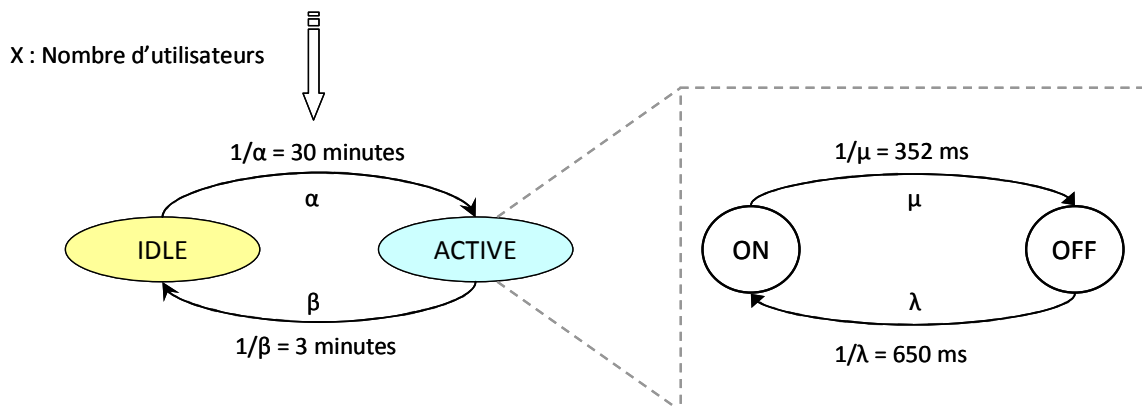 X : Nombre d'utilisateurs
1/α = 30 minutes
α
IDLE
ACTIVE
β
1/β = 3 minutes
1/μ = 352 ms
μ
ON
OFF
λ
1/λ = 650 ms